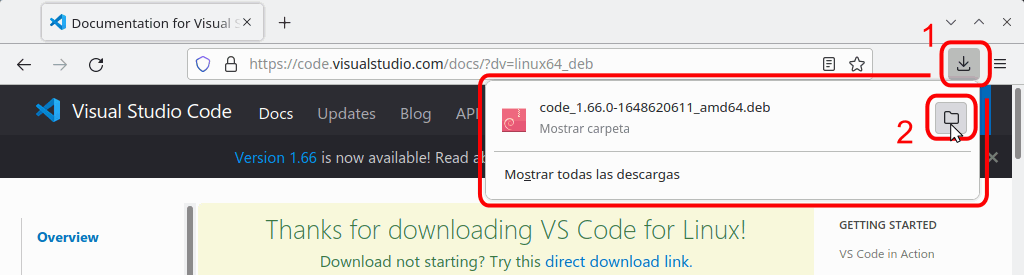 Documentation for Visual S
1
https://code.visualstudio.com/docs/?dv=linux64_deb
Visual Studio Code
Docs
Updates
Blog
AP
code_1.66.0-1648620611_amd64.deb
Mostrar carpeta
2
Version 1.66 is now available! Read ab
Mostrar todas las descargas
Overview
Thanks for downloading VS Code for Linux!
Download not starting? Try this direct download link.
GETTING STARTED
VS Code in Action